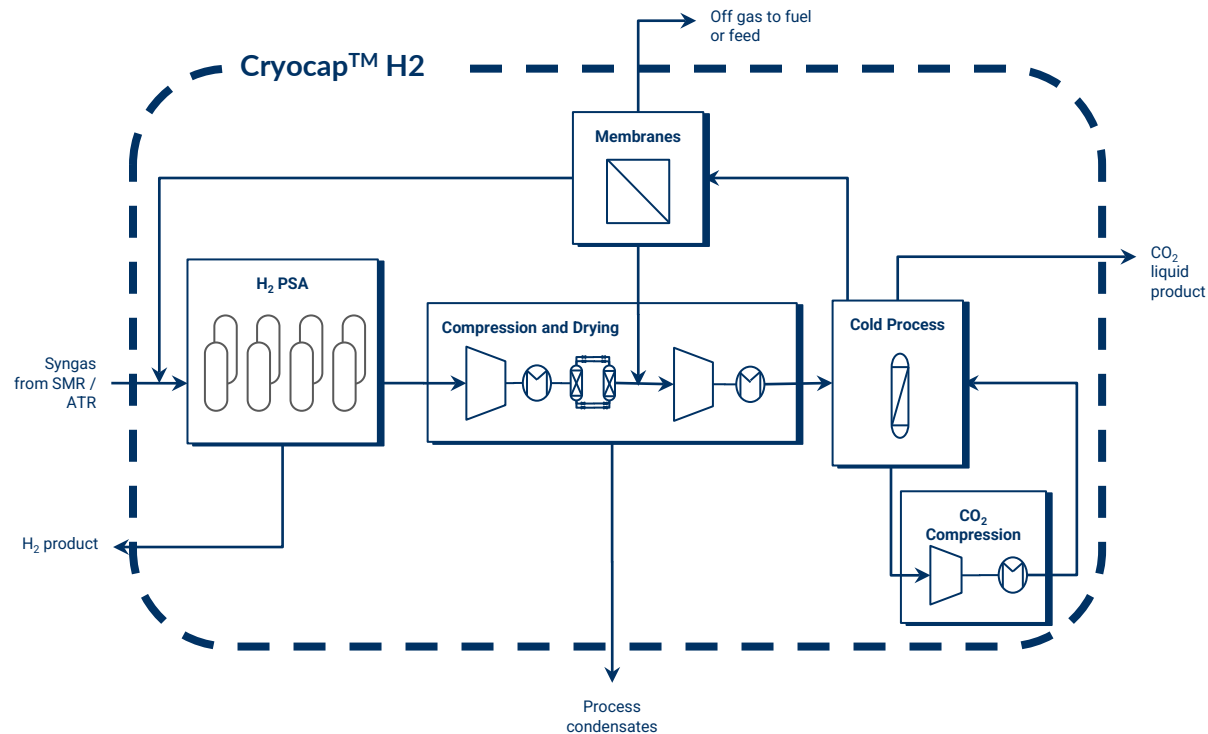 Off gas to fuel
or feed
Cryocap™ H2
Membranes
CO₂
liquid
product
H₂ PSA
Compression and Drying
Cold Process
Syngas
from SMR /
ATR
CO₂
Compression
H₂ product
Process
condensates